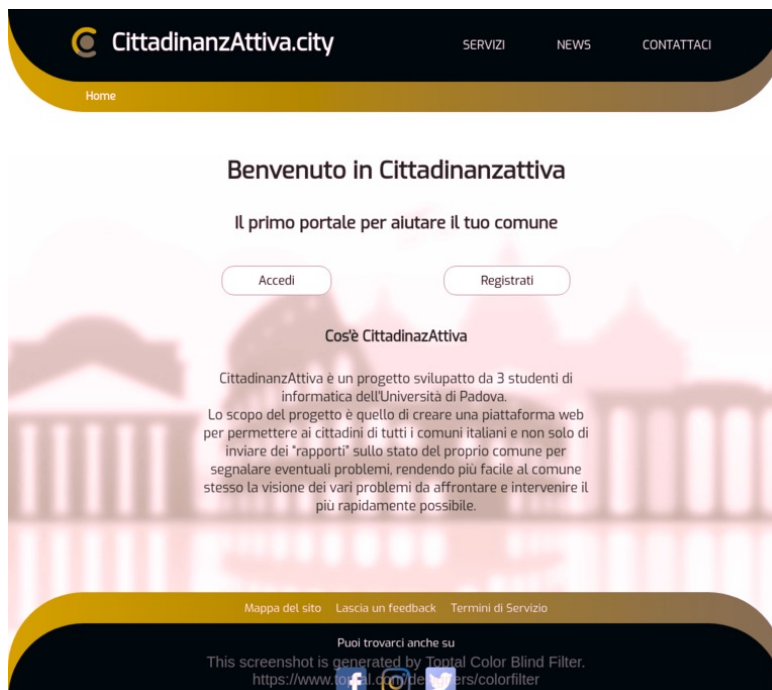 CittadinanzAttiva.city
SERVIZI NEWS CONTATTACI
Home
Benvenuto in Cittadinanzattiva
Il primo portale per aiutare il tuo comune
Accedi Registrati
Cos'è CittadinazAttiva
CittadinanzAttiva è un progetto svilupatto da 3 studenti di
informatica dell'Università di Padova.
Lo scopo del progetto è quello di creare una piattaforma web
per permettere ai cittadini di tutti i comuni italiani e non solo di
inviare dei "rapporti" sullo stato del proprio comune per
segnalare eventuali problemi, rendendo più facile al comune
stesso la visione dei vari problemi da affrontare e intervenire il
più rapidamente possibile.
Mappa del sito Lascia un feedback Termini di Servizio
Puoi trovarci anche su
This screenshot is generated by Toptal Color Blind Filter.